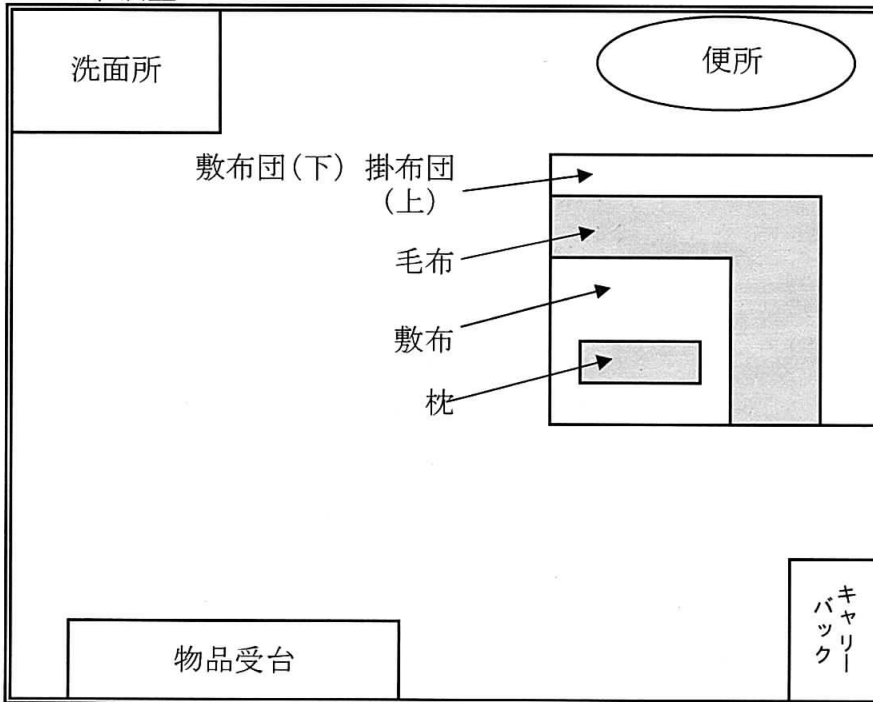 洗面所
便所
敷布団(下) 掛布団
(上)
毛布
敷布
枕
キャリー
バック
物品受台